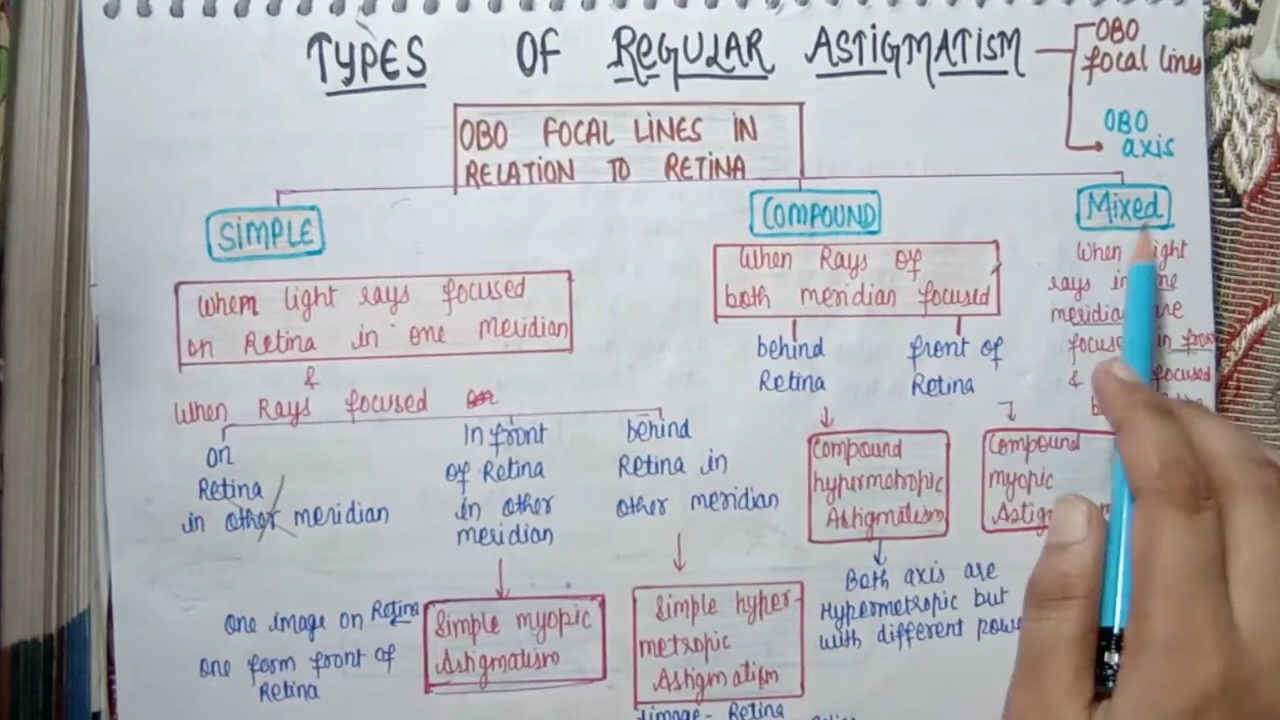 TYPES OF REGULAR ASTIGMATISM
OBO
focal lines
OBO
axis
OBO FOCAL LINES IN
RELATION TO RETINA
SIMPLE
When light rays focused
on Retina in one meridian
&
When Rays focused
on
Retina
in other meridian
In front
of Retina
in other
meridian
behind
Retina in
other meridian
One image on Retina
one form front of
Retina
Simple myopic
Astigmatism
Simple hyper-
metropic
Astigmatism
1image - Retina
COMPOUND
When Rays of
both meridian focused
behind
Retina
front of
Retina
Compound
hypermetropic
Astigmatism
Compound
myopic
Both axis are
Hypermetropic but
with different
Mixed
When
rays in
focused
&